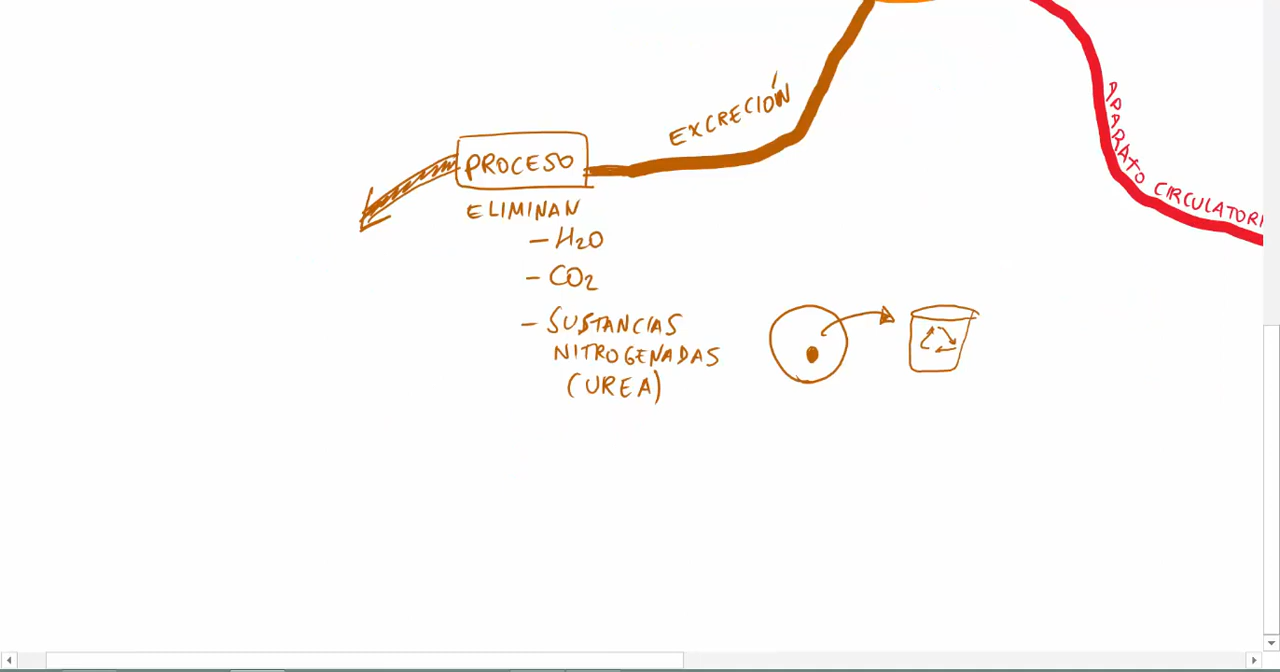 EXCRECIÓN
PROCESO
ELIMINAN
- H2O
- CO2
- SUSTANCIAS
NITROGENADAS
(UREA)
APARATO CIRCULATORI